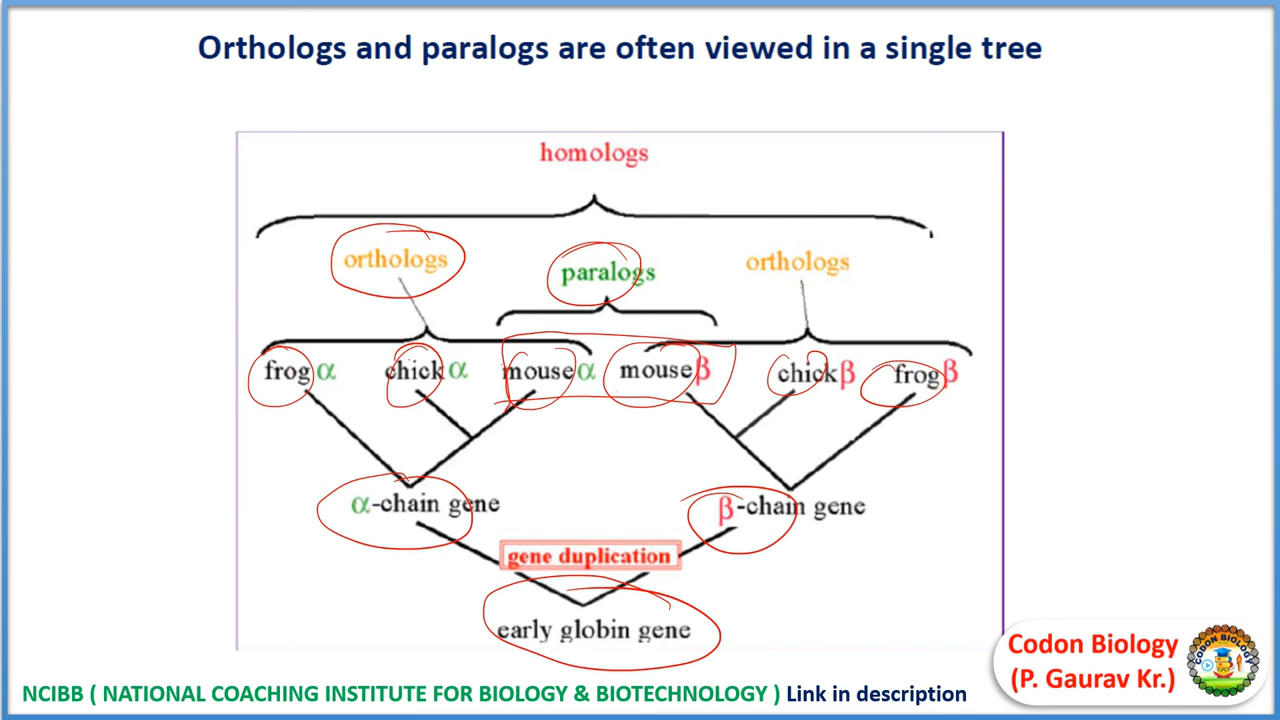 Orthologs and paralogs are often viewed in a single tree
homologs
orthologs
paralogs
orthologs
frog α chick α mouse α mouse β chick β frog β
α-chain gene
β-chain gene
gene duplication
early globin gene
Codon Biology
(P. Gaurav Kr.)
CODON BIOLOGY
NCIBB ( NATIONAL COACHING INSTITUTE FOR BIOLOGY & BIOTECHNOLOGY ) Link in description